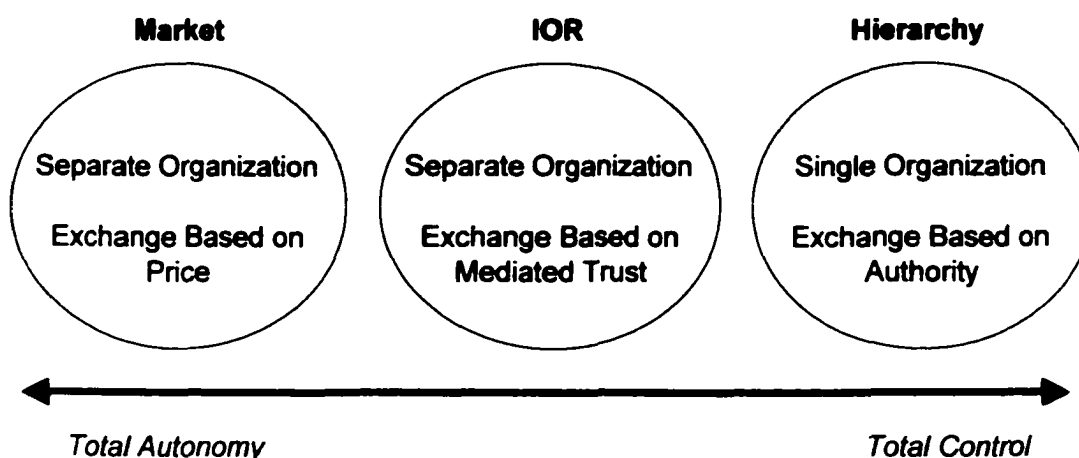 Market
IOR
Hierarchy
Separate Organization
Exchange Based on
Price
Separate Organization
Exchange Based on
Mediated Trust
Single Organization
Exchange Based on
Authority
Total Autonomy
Total Control